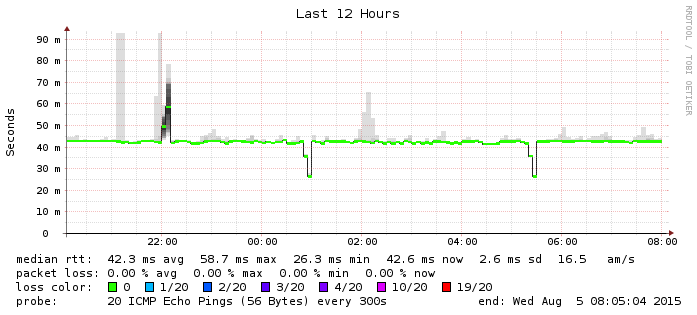 Last 12 Hours
RRDTOOL / TOBI OETIKER
Seconds
90 m
80 m
70 m
60 m
50 m
40 m
30 m
20 m
10 m
0
22:00 00:00 02:00 04:00 06:00 08:00
median rtt: 42.3 ms avg 58.7 ms max 26.3 ms min 42.6 ms now 2.6 ms sd 16.5 am/s
packet loss: 0.00 % avg 0.00 % max 0.00 % min 0.00 % now
loss color: 0 1/20 2/20 3/20 4/20 10/20 19/20
probe: 20 ICMP Echo Pings (56 Bytes) every 300s end: Wed Aug 5 08:05:04 2015